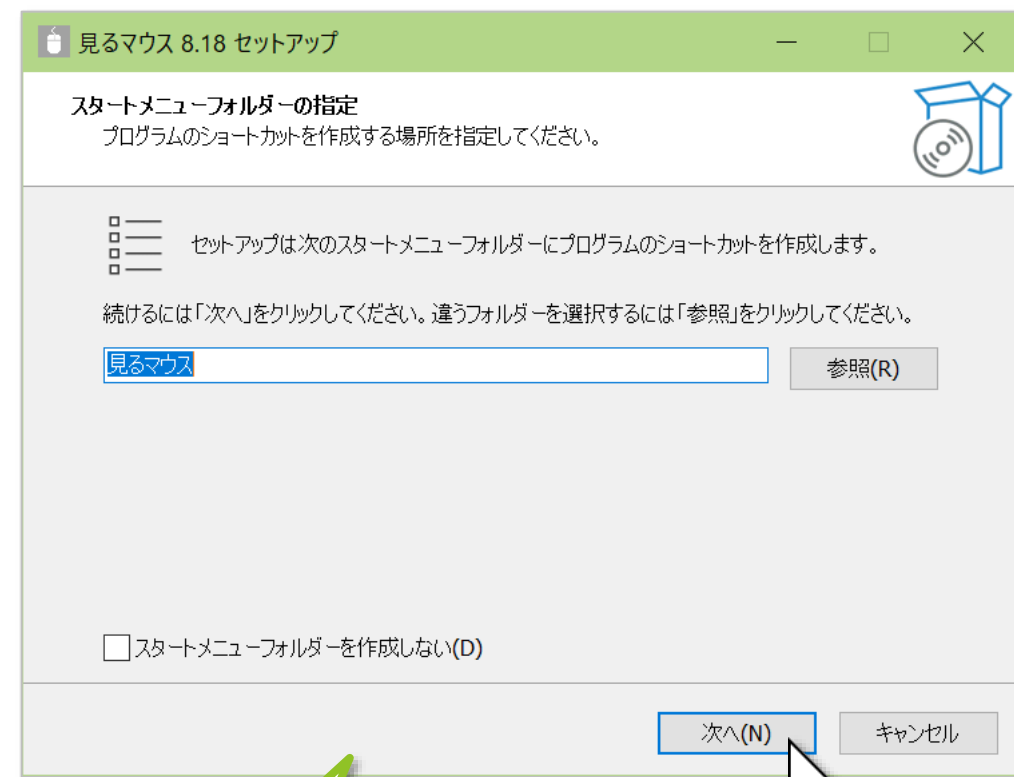 見るマウス 8.18 セットアップ
スタートメニューフォルダーの指定
プログラムのショートカットを作成する場所を指定してください。
セットアップは次のスタートメニューフォルダーにプログラムのショートカットを作成します。
続けるには「次へ」をクリックしてください。違うフォルダーを選択するには「参照」をクリックしてください。
見るマウス
参照(R)
スタートメニューフォルダーを作成しない(D)
次へ(N)
キャンセル